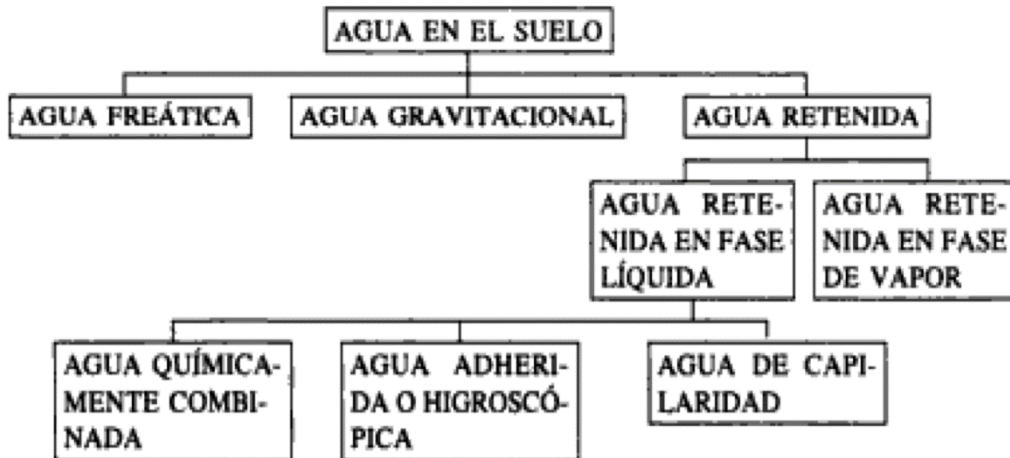 AGUA EN EL SUELO
AGUA FREÁTICA
AGUA GRAVITACIONAL
AGUA RETENIDA
AGUA RETE-
NIDA EN FASE
LÍQUIDA
AGUA RETE-
NIDA EN FASE
DE VAPOR
AGUA QUÍMICA-
MENTE COMBI-
NADA
AGUA ADHERI-
DA O HIGROSCÓ-
PICA
AGUA DE CAPI-
LARIDAD